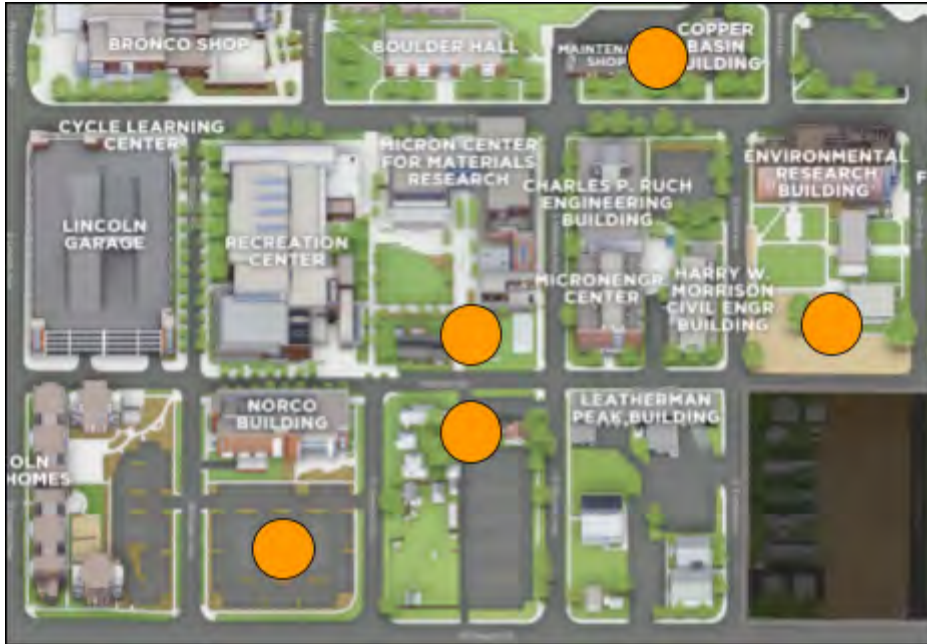 BRONCO SHOP
BOULDER HALL
MAINTENA
SHOP
COPPER
BASIN
BUILDING
CYCLE LEARNING
CENTER
LINCOLN
GARAGE
RECREATION
CENTER
MICRON CENTER
FOR MATERIALS
RESEARCH
CHARLES P. RUCH
ENGINEERING
BUILDING
MICRONENGR
CENTER
HARRY W.
MORRISON
CIVIL ENGR
BUILDING
ENVIRONMENTAL
RESEARCH
BUILDING
F
OLN
HOMES
NORCO
BUILDING
LEATHERMAN
PEAK BUILDING